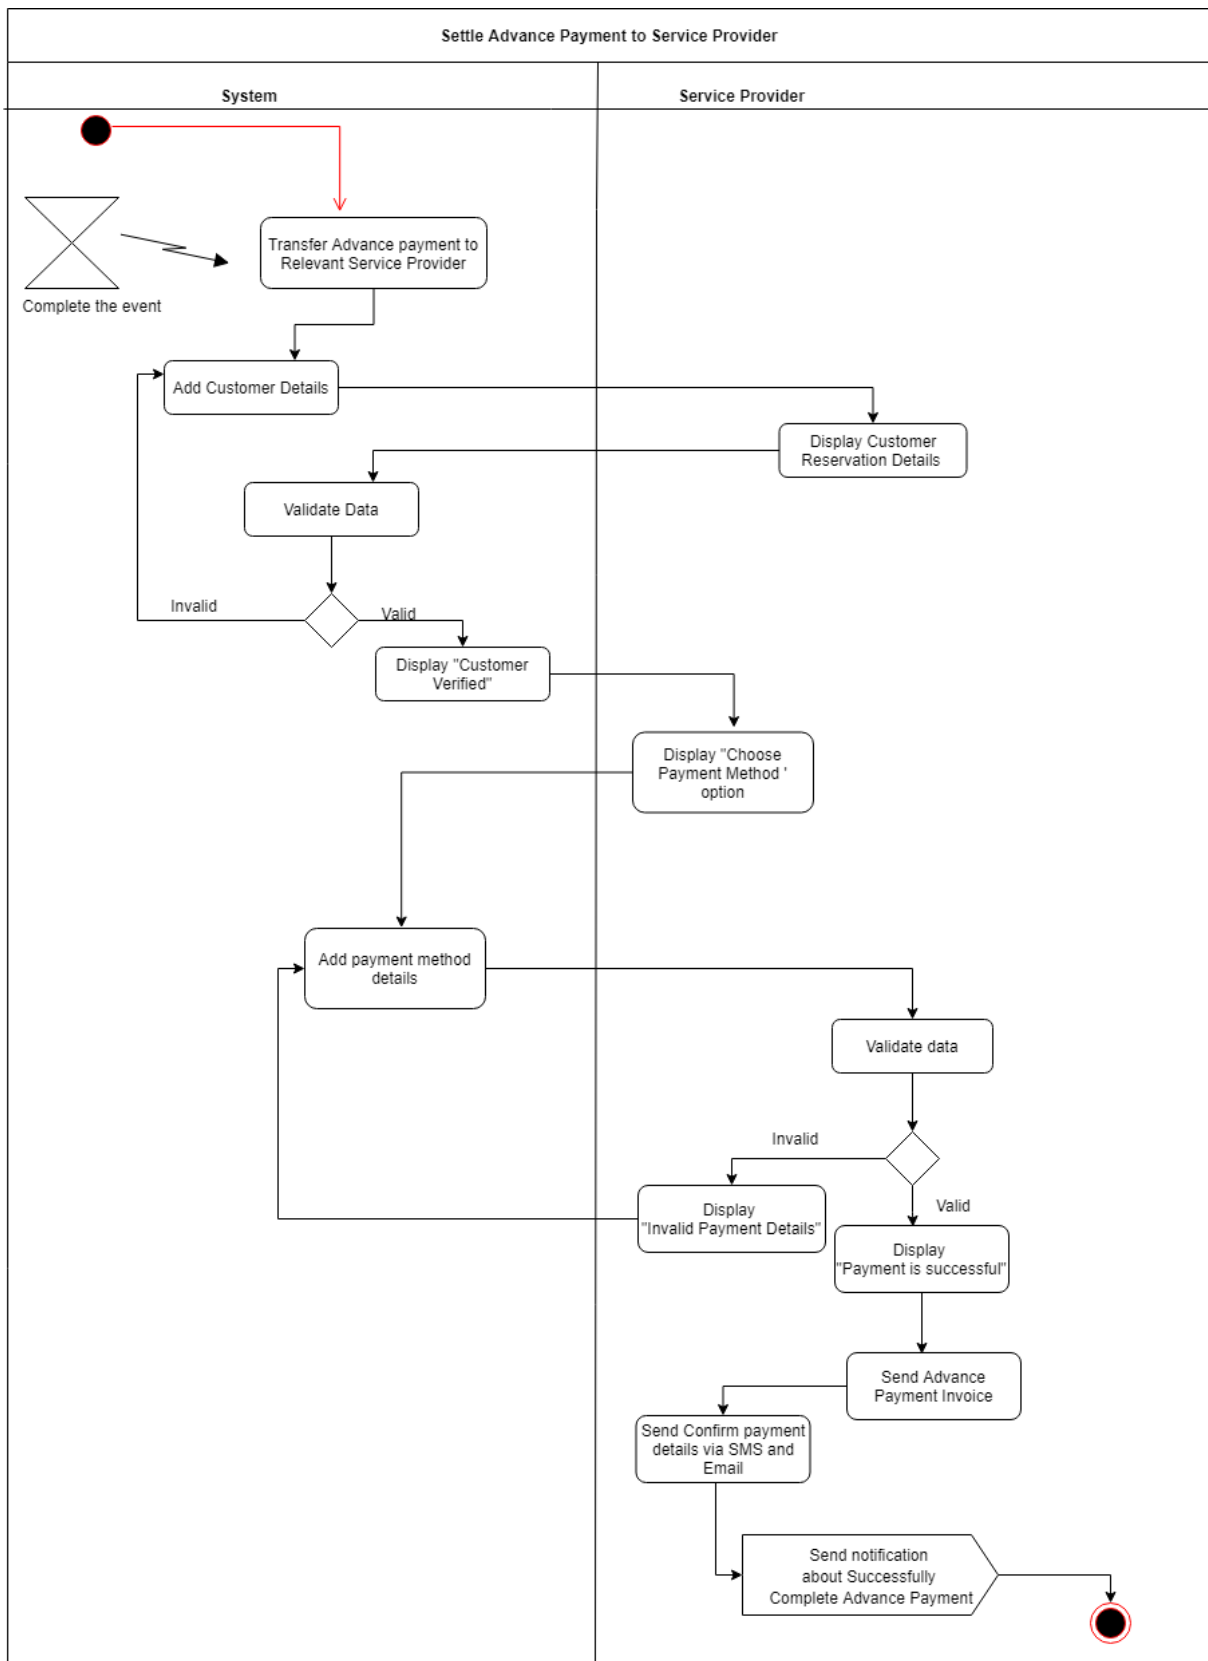 Settle Advance Payment to Service Provider
System
Service Provider
Transfer Advance payment to
Relevant Service Provider
Complete the event
Add Customer Details
Display Customer
Reservation Details
Validate Data
Invalid
Valid
Display "Customer
Verified"
Display "Choose
Payment Method '
option
Add payment method
details
Validate data
Invalid
Valid
Display
"Invalid Payment Details"
Display
"Payment is successful"
Send Advance
Payment Invoice
Send Confirm payment
details via SMS and
Email
Send notification
about Successfully
Complete Advance Payment